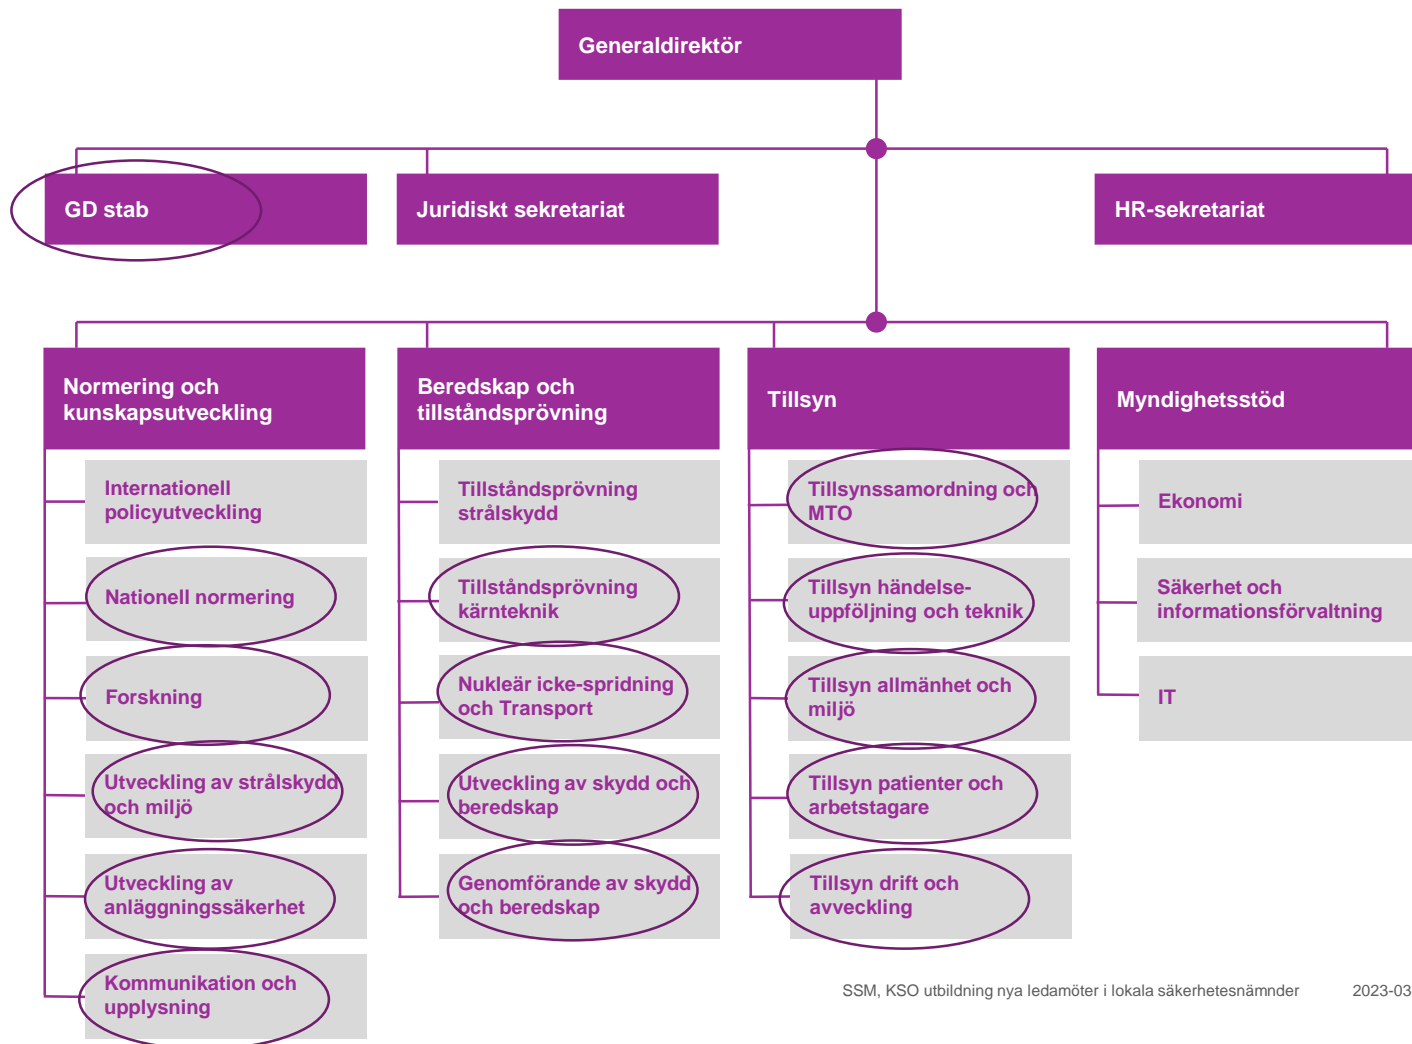 Generaldirektör
GD stab
Juridiskt sekretariat
HR-sekretariat
Normering och
kunskapsutveckling
Internationell
policyutveckling
Nationell normering
Forskning
Utveckling av strålskydd
och miljö
Utveckling av
anläggningssäkerhet
Kommunikation och
upplysning
Beredskap och
tillståndsprövning
Tillståndsprövning
strålskydd
Tillståndsprövning
kärnteknik
Nukleär icke-spridning
och Transport
Utveckling av skydd och
beredskap
Genomförande av skydd
och beredskap
Tillsyn
Tillsynssamordning och
MTO
Tillsyn händelse-
uppföljning och teknik
Tillsyn allmänhet och
miljö
Tillsyn patienter och
arbetstagare
Tillsyn drift och
avveckling
Myndighetsstöd
Ekonomi
Säkerhet och
informationsförvaltning
IT
SSM, KSO utbildning nya ledamöter i lokala säkerhetesnämnder 2023-03